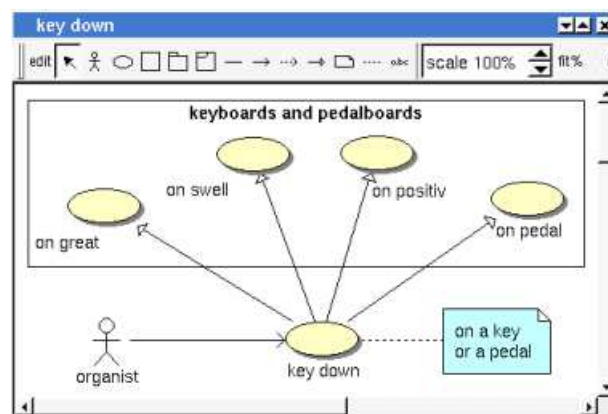 key down
edit
abc
scale 100%
fit%
keyboards and pedalboards
on swell
on positiv
on great
on pedal
on a key
or a pedal
organist
key down